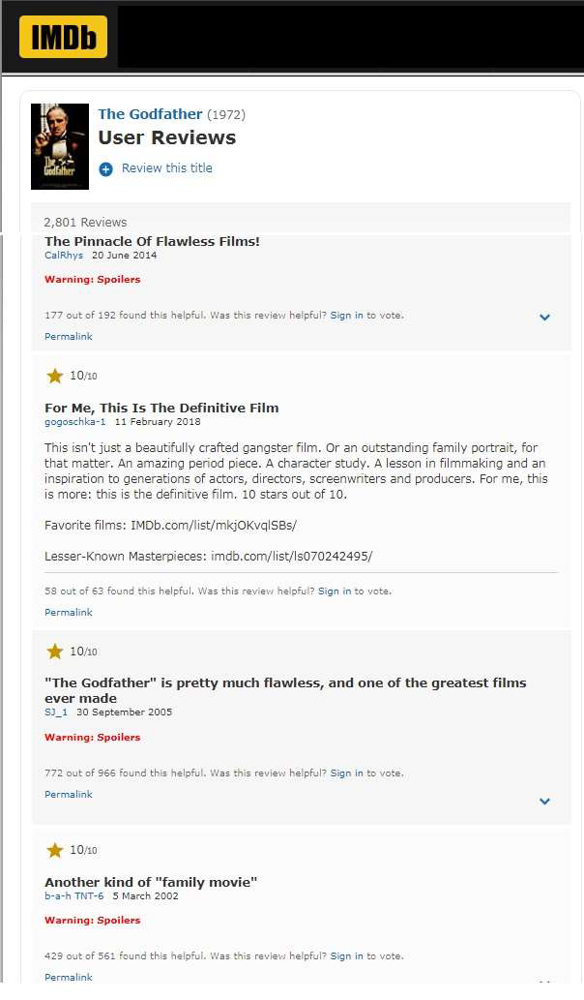 IMDb
The Godfather (1972)
User Reviews
Review this title
The
Godfather
2,801 Reviews
The Pinnacle Of Flawless Films!
CalRhys 20 June 2014
Warning: Spoilers
177 out of 192 found this helpful. Was this review helpful? Sign in to vote.
Permalink
10/10
For Me, This Is The Definitive Film
gogoschka-1 11 February 2018
This isn't just a beautifully crafted gangster film. Or an outstanding family portrait, for
that matter. An amazing period piece. A character study. A lesson in filmmaking and an
inspiration to generations of actors, directors, screenwriters and producers. For me, this
is more: this is the definitive film. 10 stars out of 10.
Favorite films: IMDb.com/list/mkjOKvqlSBs/
Lesser-Known Masterpieces: imdb.com/list/ls070242495/
58 out of 63 found this helpful. Was this review helpful? Sign in to vote.
Permalink
10/10
"The Godfather" is pretty much flawless, and one of the greatest films
ever made
SJ_1 30 September 2005
Warning: Spoilers
772 out of 966 found this helpful. Was this review helpful? Sign in to vote.
Permalink
10/10
Another kind of "family movie"
b-a-h TNT-6 5 March 2002
Warning: Spoilers
429 out of 561 found this helpful. Was this review helpful? Sign in to vote.
Permalink